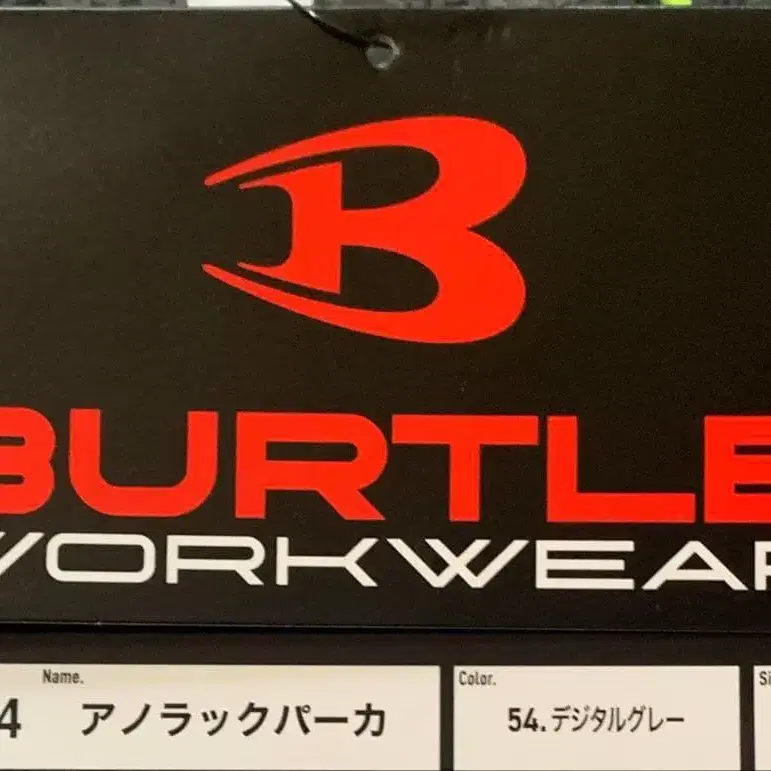 B
BURTLE
WORKWEAR
Name.
Color.
Si
4
アノラックパーカ
54.デジタルグレー